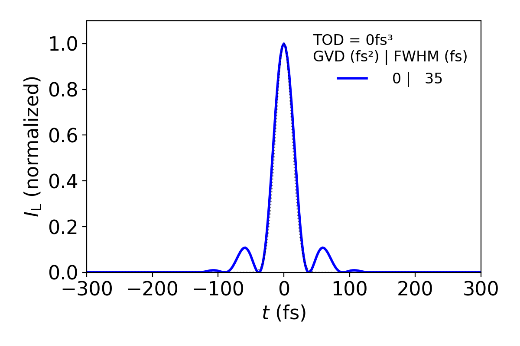 TOD = 0fs³
GVD (fs²) | FWHM (fs)
0 | 35
1.0
0.8
0.6
0.4
0.2
0.0
I_L (normalized)
−300 −200 −100 0 100 200 300
t (fs)